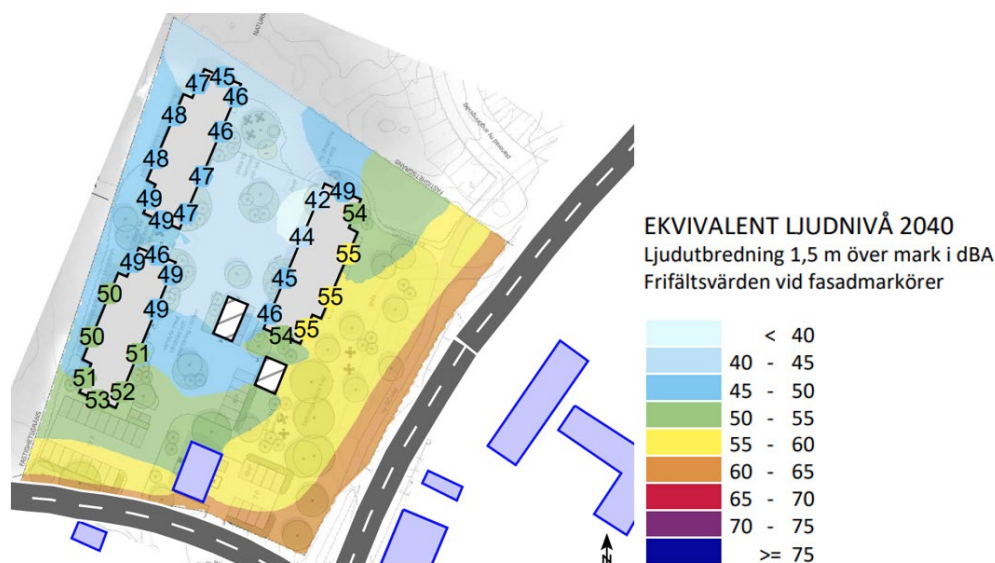 NATUR
45
47
46
48
46
48
47
49
49
47
49
46
49
50
49
50
51
51
53
52
42
49
54
44
55
45
55
46
54
55
FASTIGHETSGRÄNS
FASTIGHETSGRÄNS
EKVIVALENT LJUDNIVÅ 2040
Ljudutbredning 1,5 m över mark i dBA
Frifältsvärden vid fasadmarkörer
< 40
40 - 45
45 - 50
50 - 55
55 - 60
60 - 65
65 - 70
70 - 75
>= 75
N